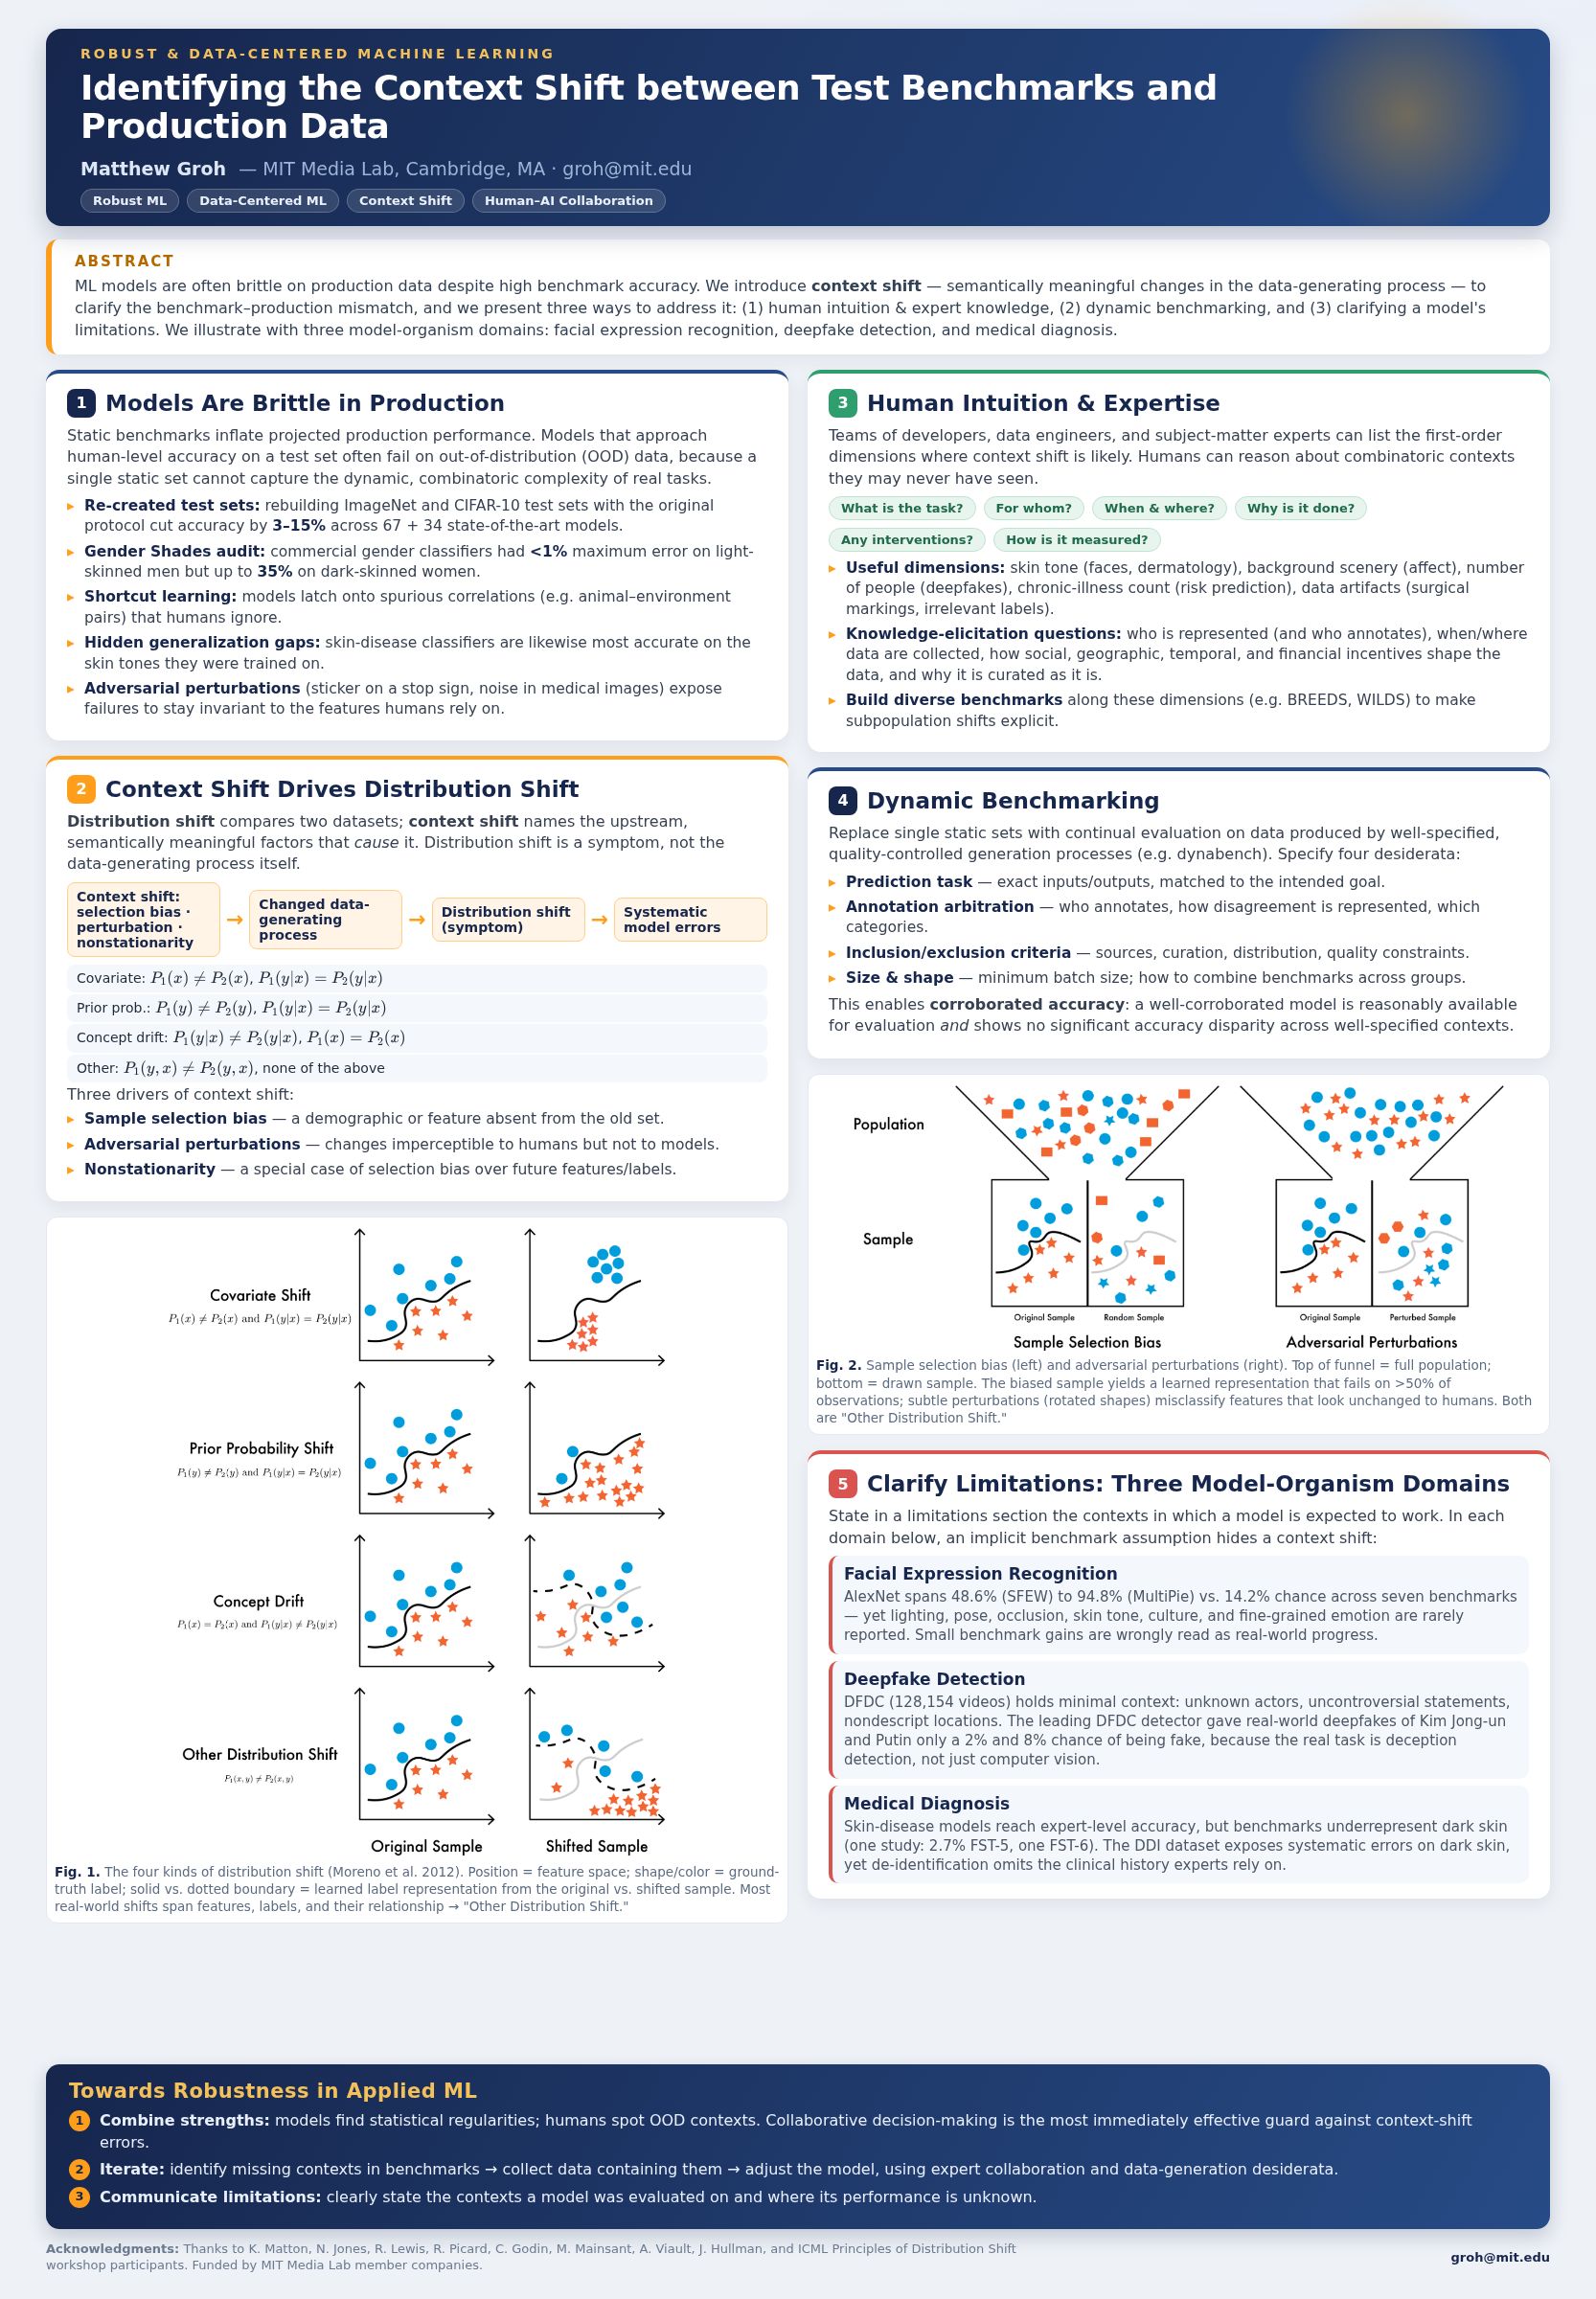 ROBUST & DATA-CENTERED MACHINE LEARNING
Identifying the Context Shift between Test Benchmarks and
Production Data
Matthew Groh — MIT Media Lab, Cambridge, MA · groh@mit.edu
Robust ML Data-Centered ML Context Shift Human–AI Collaboration
ABSTRACT
ML models are often brittle on production data despite high benchmark accuracy. We introduce context shift — semantically meaningful changes in the data-generating process — to
clarify the benchmark–production mismatch, and we present three ways to address it: (1) human intuition & expert knowledge, (2) dynamic benchmarking, and (3) clarifying a model's
limitations. We illustrate with three model-organism domains: facial expression recognition, deepfake detection, and medical diagnosis.
1 Models Are Brittle in Production
Static benchmarks inflate projected production performance. Models that approach
human-level accuracy on a test set often fail on out-of-distribution (OOD) data, because a
single static set cannot capture the dynamic, combinatoric complexity of real tasks.
▸ Re-created test sets: rebuilding ImageNet and CIFAR-10 test sets with the original
protocol cut accuracy by 3–15% across 67 + 34 state-of-the-art models.
▸ Gender Shades audit: commercial gender classifiers had <1% maximum error on light-
skinned men but up to 35% on dark-skinned women.
▸ Shortcut learning: models latch onto spurious correlations (e.g. animal–environment
pairs) that humans ignore.
▸ Hidden generalization gaps: skin-disease classifiers are likewise most accurate on the
skin tones they were trained on.
▸ Adversarial perturbations (sticker on a stop sign, noise in medical images) expose
failures to stay invariant to the features humans rely on.
2 Context Shift Drives Distribution Shift
Distribution shift compares two datasets; context shift names the upstream,
semantically meaningful factors that cause it. Distribution shift is a symptom, not the
data-generating process itself.
Context shift:
selection bias ·
perturbation ·
nonstationarity
→
Changed data-
generating
process
→
Distribution shift
(symptom)
→
Systematic
model errors
Covariate: P₁(x) ≠ P₂(x), P₁(y|x) = P₂(y|x)
Prior prob.: P₁(y) ≠ P₂(y), P₁(y|x) = P₂(y|x)
Concept drift: P₁(y|x) ≠ P₂(y|x), P₁(x) = P₂(x)
Other: P₁(y, x) ≠ P₂(y, x), none of the above
Three drivers of context shift:
▸ Sample selection bias — a demographic or feature absent from the old set.
▸ Adversarial perturbations — changes imperceptible to humans but not to models.
▸ Nonstationarity — a special case of selection bias over future features/labels.
Covariate Shift
P₁(x) ≠ P₂(x) and P₁(y|x) = P₂(y|x)
Prior Probability Shift
P₁(y) ≠ P₂(y) and P₁(y|x) = P₂(y|x)
Concept Drift
P₁(x) = P₂(x) and P₁(y|x) ≠ P₂(y|x)
Other Distribution Shift
P₁(x, y) ≠ P₂(x, y)
Original Sample Shifted Sample
Fig. 1. The four kinds of distribution shift (Moreno et al. 2012). Position = feature space; shape/color = ground-
truth label; solid vs. dotted boundary = learned label representation from the original vs. shifted sample. Most
real-world shifts span features, labels, and their relationship → "Other Distribution Shift."
3 Human Intuition & Expertise
Teams of developers, data engineers, and subject-matter experts can list the first-order
dimensions where context shift is likely. Humans can reason about combinatoric contexts
they may never have seen.
What is the task? For whom? When & where? Why is it done?
Any interventions? How is it measured?
▸ Useful dimensions: skin tone (faces, dermatology), background scenery (affect), number
of people (deepfakes), chronic-illness count (risk prediction), data artifacts (surgical
markings, irrelevant labels).
▸ Knowledge-elicitation questions: who is represented (and who annotates), when/where
data are collected, how social, geographic, temporal, and financial incentives shape the
data, and why it is curated as it is.
▸ Build diverse benchmarks along these dimensions (e.g. BREEDS, WILDS) to make
subpopulation shifts explicit.
4 Dynamic Benchmarking
Replace single static sets with continual evaluation on data produced by well-specified,
quality-controlled generation processes (e.g. dynabench). Specify four desiderata:
▸ Prediction task — exact inputs/outputs, matched to the intended goal.
▸ Annotation arbitration — who annotates, how disagreement is represented, which
categories.
▸ Inclusion/exclusion criteria — sources, curation, distribution, quality constraints.
▸ Size & shape — minimum batch size; how to combine benchmarks across groups.
This enables corroborated accuracy: a well-corroborated model is reasonably available
for evaluation and shows no significant accuracy disparity across well-specified contexts.
Population
Sample
Original Sample Random Sample Original Sample Perturbed Sample
Sample Selection Bias Adversarial Perturbations
Fig. 2. Sample selection bias (left) and adversarial perturbations (right). Top of funnel = full population;
bottom = drawn sample. The biased sample yields a learned representation that fails on >50% of
observations; subtle perturbations (rotated shapes) misclassify features that look unchanged to humans. Both
are "Other Distribution Shift."
5 Clarify Limitations: Three Model-Organism Domains
State in a limitations section the contexts in which a model is expected to work. In each
domain below, an implicit benchmark assumption hides a context shift:
Facial Expression Recognition
AlexNet spans 48.6% (SFEW) to 94.8% (MultiPie) vs. 14.2% chance across seven benchmarks
— yet lighting, pose, occlusion, skin tone, culture, and fine-grained emotion are rarely
reported. Small benchmark gains are wrongly read as real-world progress.
Deepfake Detection
DFDC (128,154 videos) holds minimal context: unknown actors, uncontroversial statements,
nondescript locations. The leading DFDC detector gave real-world deepfakes of Kim Jong-un
and Putin only a 2% and 8% chance of being fake, because the real task is deception
detection, not just computer vision.
Medical Diagnosis
Skin-disease models reach expert-level accuracy, but benchmarks underrepresent dark skin
(one study: 2.7% FST-5, one FST-6). The DDI dataset exposes systematic errors on dark skin,
yet de-identification omits the clinical history experts rely on.
Towards Robustness in Applied ML
1 Combine strengths: models find statistical regularities; humans spot OOD contexts. Collaborative decision-making is the most immediately effective guard against context-shift
errors.
2 Iterate: identify missing contexts in benchmarks → collect data containing them → adjust the model, using expert collaboration and data-generation desiderata.
3 Communicate limitations: clearly state the contexts a model was evaluated on and where its performance is unknown.
Acknowledgments: Thanks to K. Matton, N. Jones, R. Lewis, R. Picard, C. Godin, M. Mainsant, A. Viault, J. Hullman, and ICML Principles of Distribution Shift
workshop participants. Funded by MIT Media Lab member companies.
groh@mit.edu